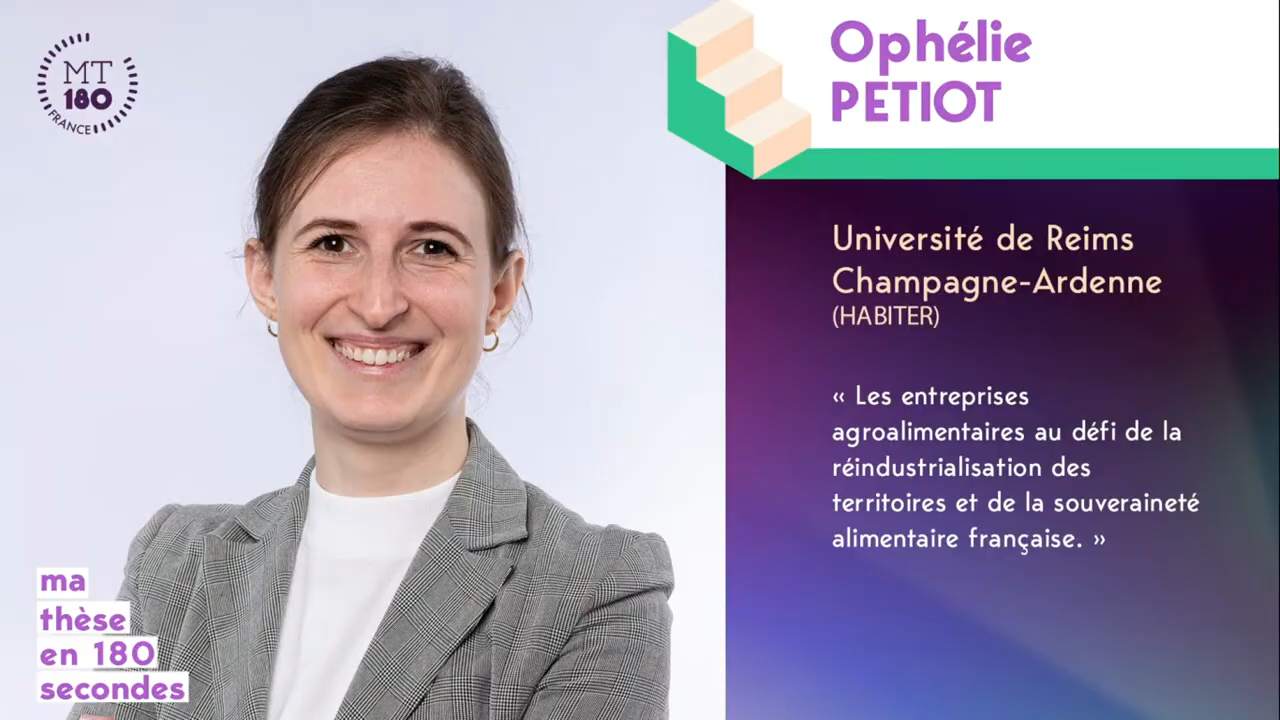 MT
180
FRANCE
Ophélie
PETIOT
Université de Reims
Champagne-Ardenne
(HABITER)
« Les entreprises
agroalimentaires au défi de la
réindustrialisation des
territoires et de la souveraineté
alimentaire française. »
ma
thèse
en 180
secondes